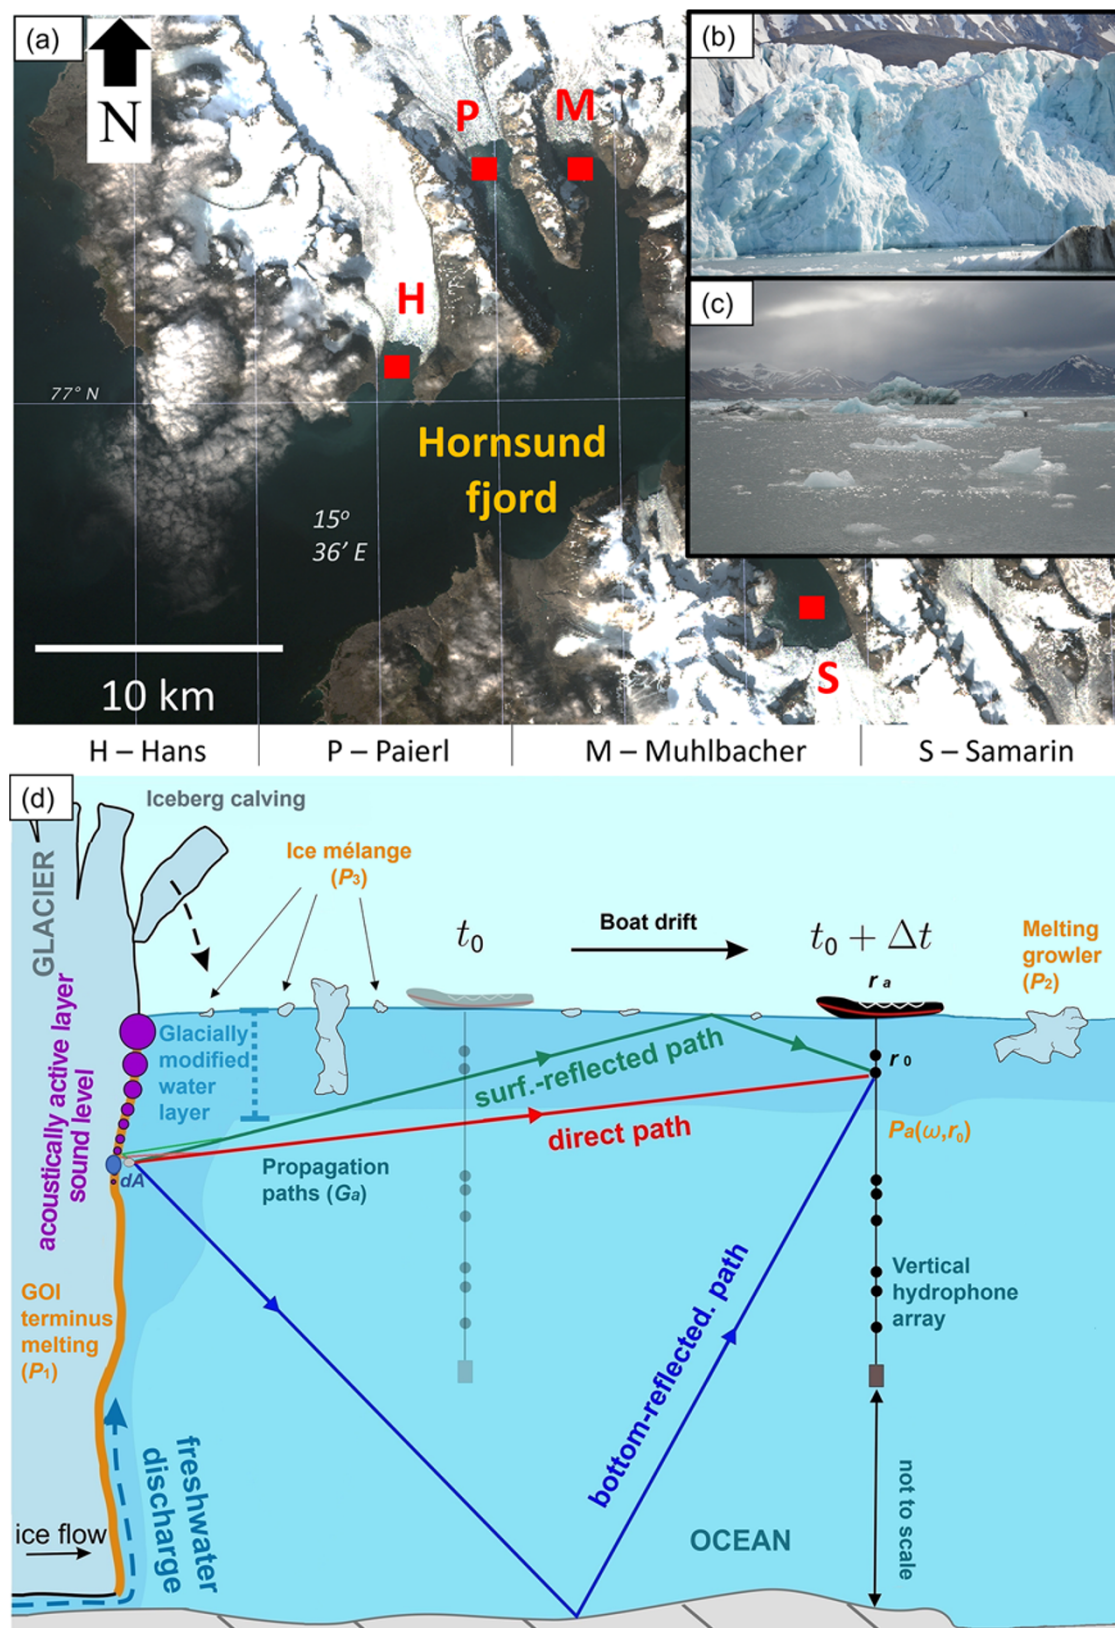 (a)
N
P
M
H
77° N
Hornsund
fjord
15°
36' E
10 km
S
(b)
(c)
H – Hans
P – Paierl
M – Muhlbacher
S – Samarin
(d)
Iceberg calving
GLACIER
Ice mélange
(P₃)
t₀
Boat drift
t₀ + Δt
Melting
growler
(P₂)
r a
r 0
acoustically active layer
sound level
Glacially
modified
water
layer
surf.-reflected path
direct path
Pa(ω,r₀)
dA
Propagation
paths (Ga)
Vertical
hydrophone
array
GOI
terminus
melting
(P₁)
bottom-reflected. path
freshwater
discharge
not to scale
ice flow
OCEAN